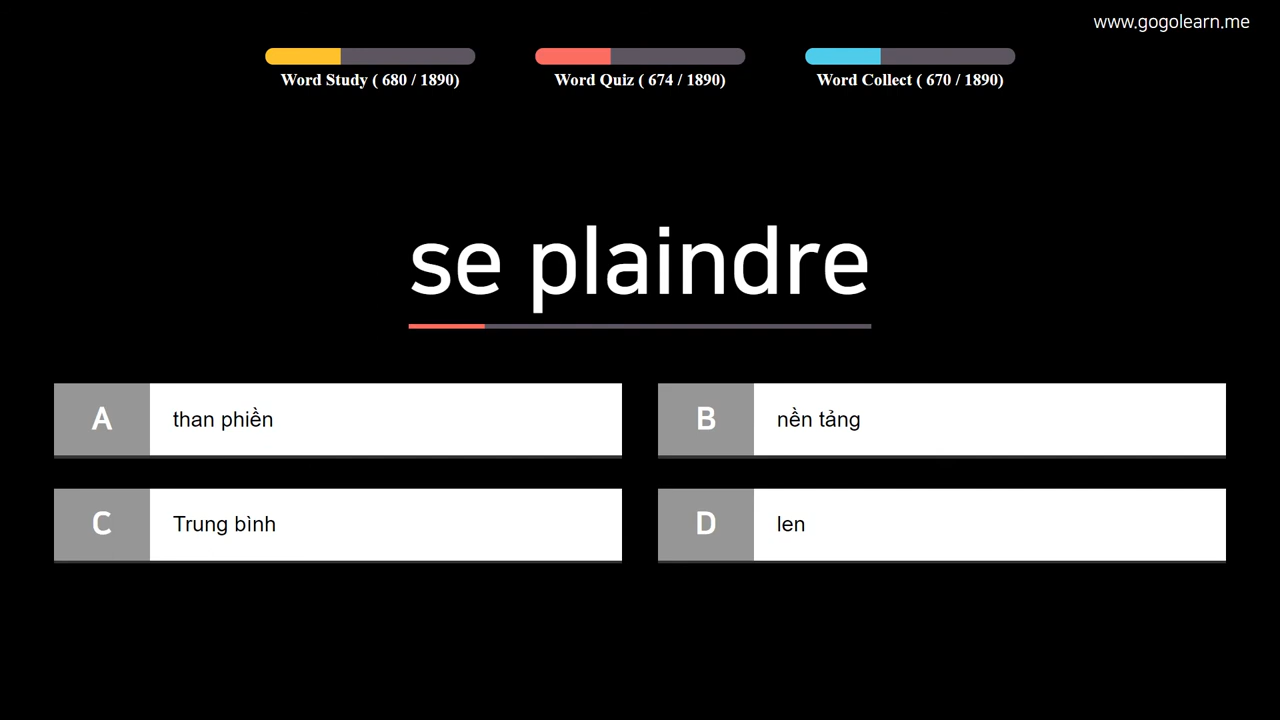 www.gogolearn.me
Word Study ( 680 / 1890)
Word Quiz ( 674 / 1890)
Word Collect ( 670 / 1890)
se plaindre
A than phiền
B nền tảng
C Trung bình
D len